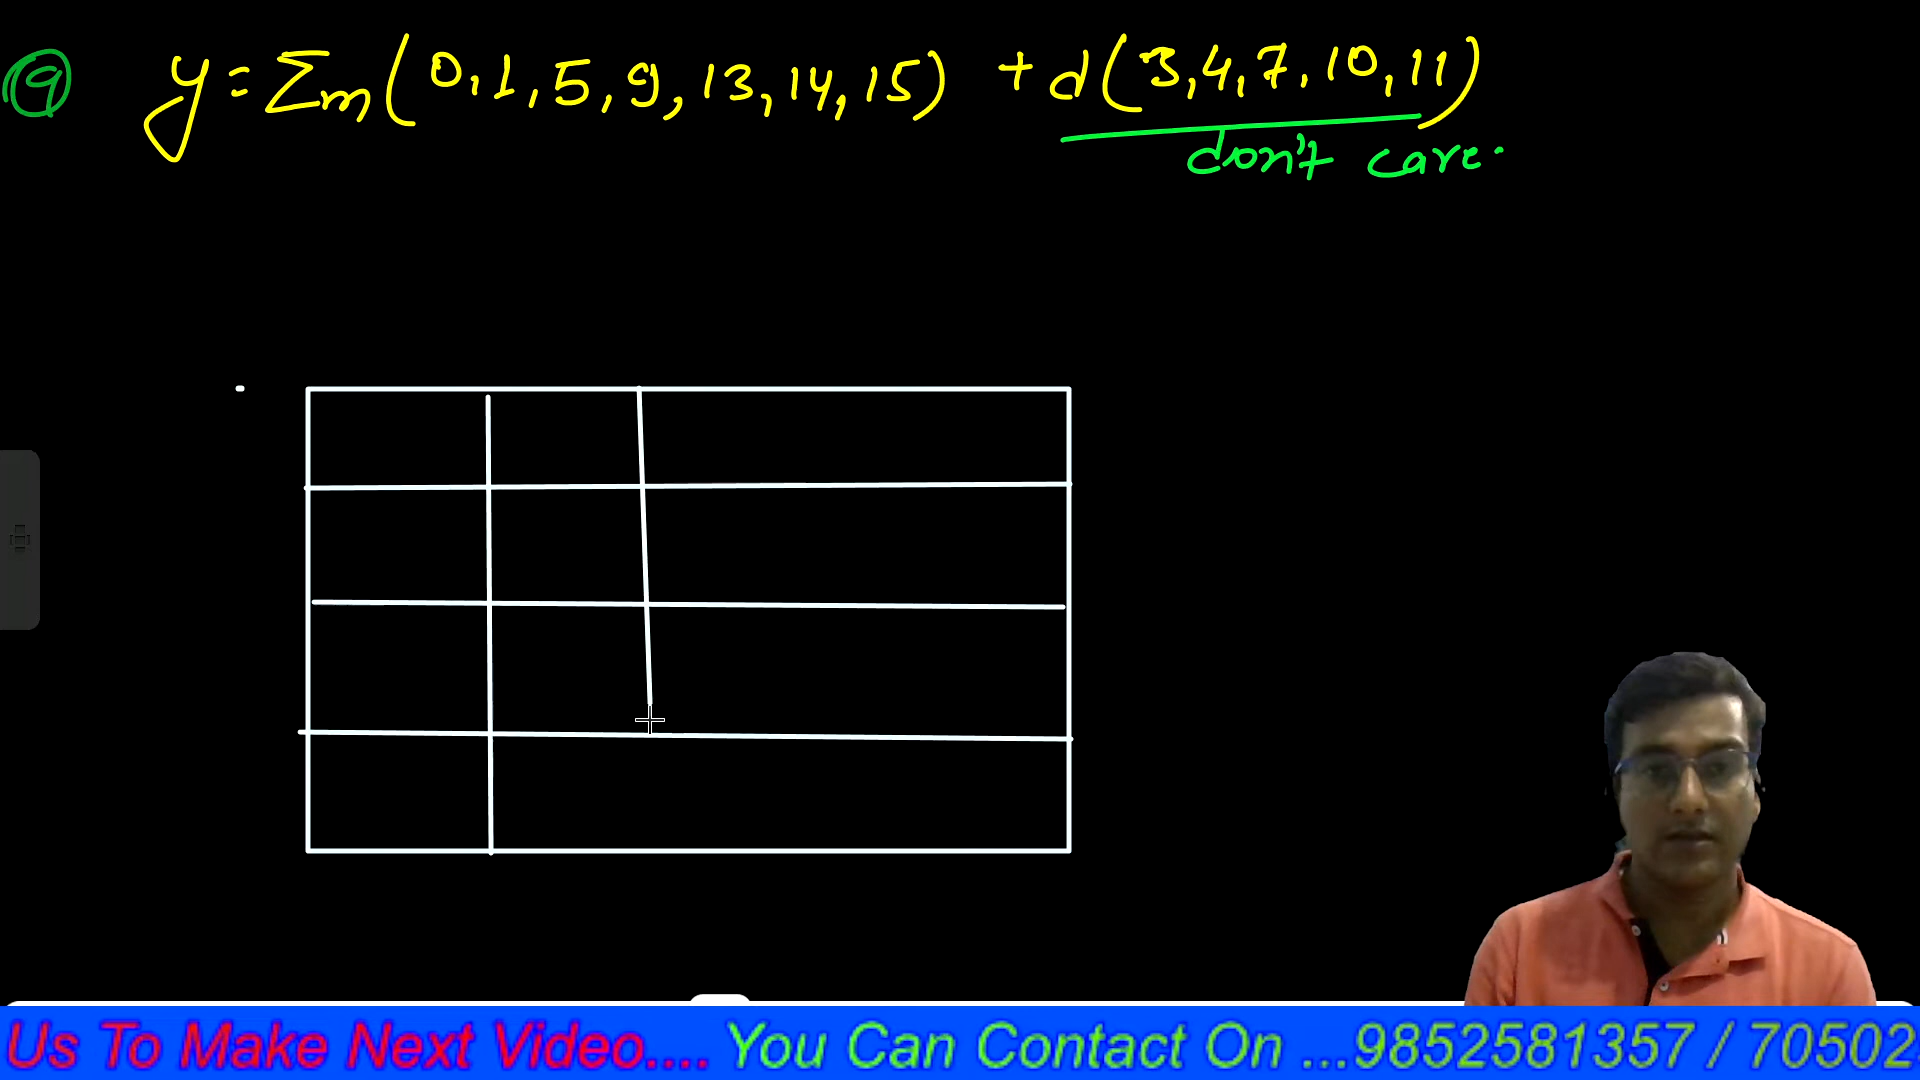 9 y = Σm(0,1,5,9,13,14,15) + d(3,4,7,10,11)
don't care.
Us To Make Next Video.... You Can Contact On ...9852581357 / 70502